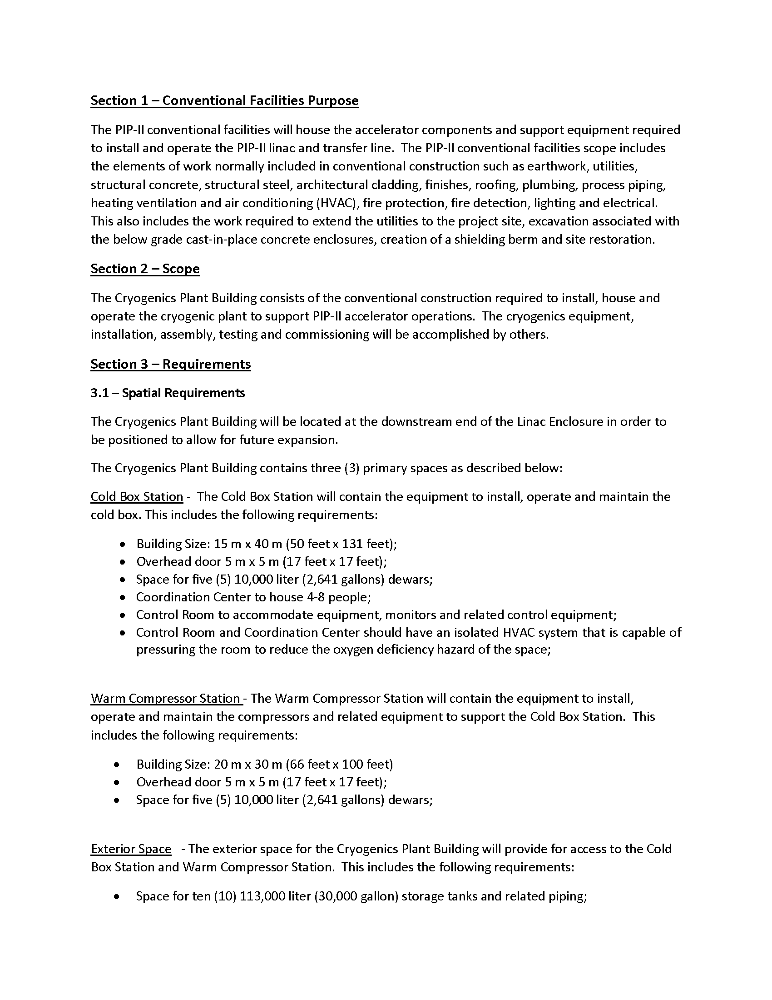 Section 1 – Conventional Facilities Purpose
The PIP-II conventional facilities will house the accelerator components and support equipment required
to install and operate the PIP-II linac and transfer line.  The PIP-II conventional facilities scope includes
the elements of work normally included in conventional construction such as earthwork, utilities,
structural concrete, structural steel, architectural cladding, finishes, roofing, plumbing, process piping,
heating ventilation and air conditioning (HVAC), fire protection, fire detection, lighting and electrical.
This also includes the work required to extend the utilities to the project site, excavation associated with
the below grade cast-in-place concrete enclosures, creation of a shielding berm and site restoration.
Section 2 – Scope
The Cryogenics Plant Building consists of the conventional construction required to install, house and
operate the cryogenic plant to support PIP-II accelerator operations.  The cryogenics equipment,
installation, assembly, testing and commissioning will be accomplished by others.
Section 3 – Requirements
3.1 – Spatial Requirements
The Cryogenics Plant Building will be located at the downstream end of the Linac Enclosure in order to
be positioned to allow for future expansion.
The Cryogenics Plant Building contains three (3) primary spaces as described below:
Cold Box Station -  The Cold Box Station will contain the equipment to install, operate and maintain the
cold box. This includes the following requirements:
• Building Size: 15 m x 40 m (50 feet x 131 feet);
• Overhead door 5 m x 5 m (17 feet x 17 feet);
• Space for five (5) 10,000 liter (2,641 gallons) dewars;
• Coordination Center to house 4-8 people;
• Control Room to accommodate equipment, monitors and related control equipment;
• Control Room and Coordination Center should have an isolated HVAC system that is capable of
pressuring the room to reduce the oxygen deficiency hazard of the space;
Warm Compressor Station - The Warm Compressor Station will contain the equipment to install,
operate and maintain the compressors and related equipment to support the Cold Box Station.  This
includes the following requirements:
• Building Size: 20 m x 30 m (66 feet x 100 feet)
• Overhead door 5 m x 5 m (17 feet x 17 feet);
• Space for five (5) 10,000 liter (2,641 gallons) dewars;
Exterior Space   - The exterior space for the Cryogenics Plant Building will provide for access to the Cold
Box Station and Warm Compressor Station.  This includes the following requirements:
• Space for ten (10) 113,000 liter (30,000 gallon) storage tanks and related piping;